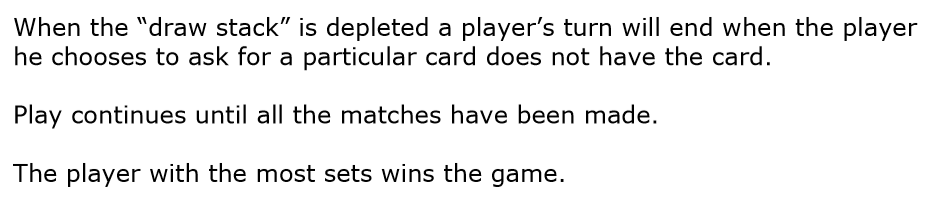 When the “draw stack” is depleted a player’s turn will end when the player
he chooses to ask for a particular card does not have the card.
Play continues until all the matches have been made.
The player with the most sets wins the game.